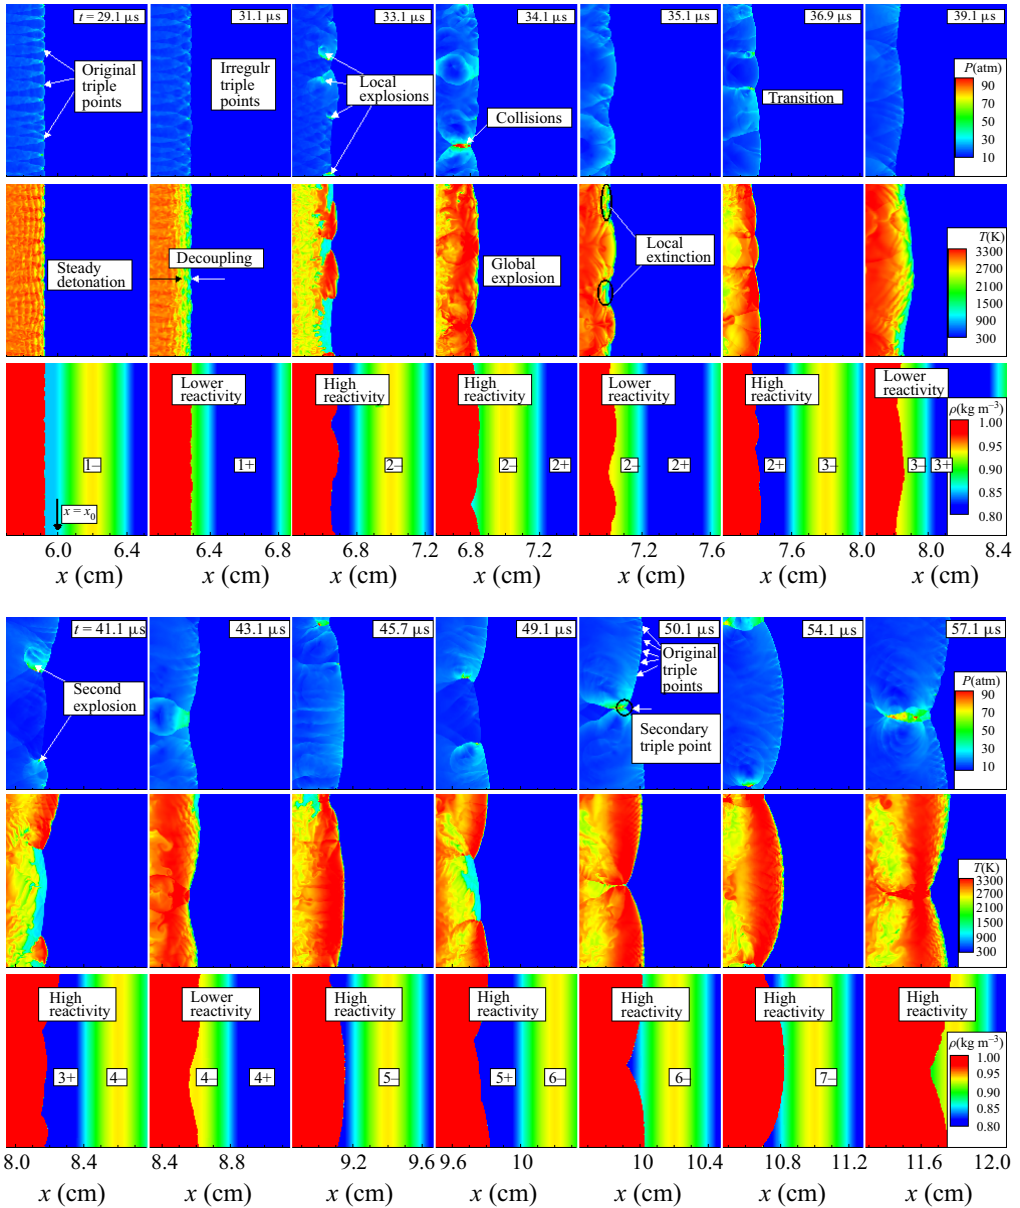 t = 29.1 μs
31.1 μs
33.1 μs
34.1 μs
35.1 μs
36.9 μs
39.1 μs
Original
triple
points
Irregulr
triple
points
Local
explosions
Collisions
Transition
P(atm)
90
70
50
30
10
Steady
detonation
Decoupling
Global
explosion
Local
extinction
T(K)
3300
2700
2100
1500
900
300
Lower
reactivity
High
reactivity
High
reactivity
Lower
reactivity
High
reactivity
Lower
reactivity
ρ(kg m⁻³)
1.00
0.95
0.90
0.85
0.80
1–
1+
2–
2–
2+
2–
2+
2+
3–
3–
3+
x = x₀
6.0 6.4
6.4 6.8
6.8 7.2
6.8 7.2
7.2 7.6
7.6 8.0
8.0 8.4
x (cm)
x (cm)
x (cm)
x (cm)
x (cm)
x (cm)
x (cm)
t = 41.1 μs
43.1 μs
45.7 μs
49.1 μs
50.1 μs
54.1 μs
57.1 μs
Second
explosion
Original
triple
points
Secondary
triple point
P(atm)
90
70
50
30
10
T(K)
3300
2700
2100
1500
900
300
High
reactivity
Lower
reactivity
High
reactivity
High
reactivity
High
reactivity
High
reactivity
High
reactivity
ρ(kg m⁻³)
1.00
0.95
0.90
0.85
0.80
3+
4–
4–
4+
5–
5+
6–
6–
7–
8.0 8.4
8.4 8.8
9.2 9.6
9.6 10
10 10.4
10.8 11.2
11.6 12.0
x (cm)
x (cm)
x (cm)
x (cm)
x (cm)
x (cm)
x (cm)